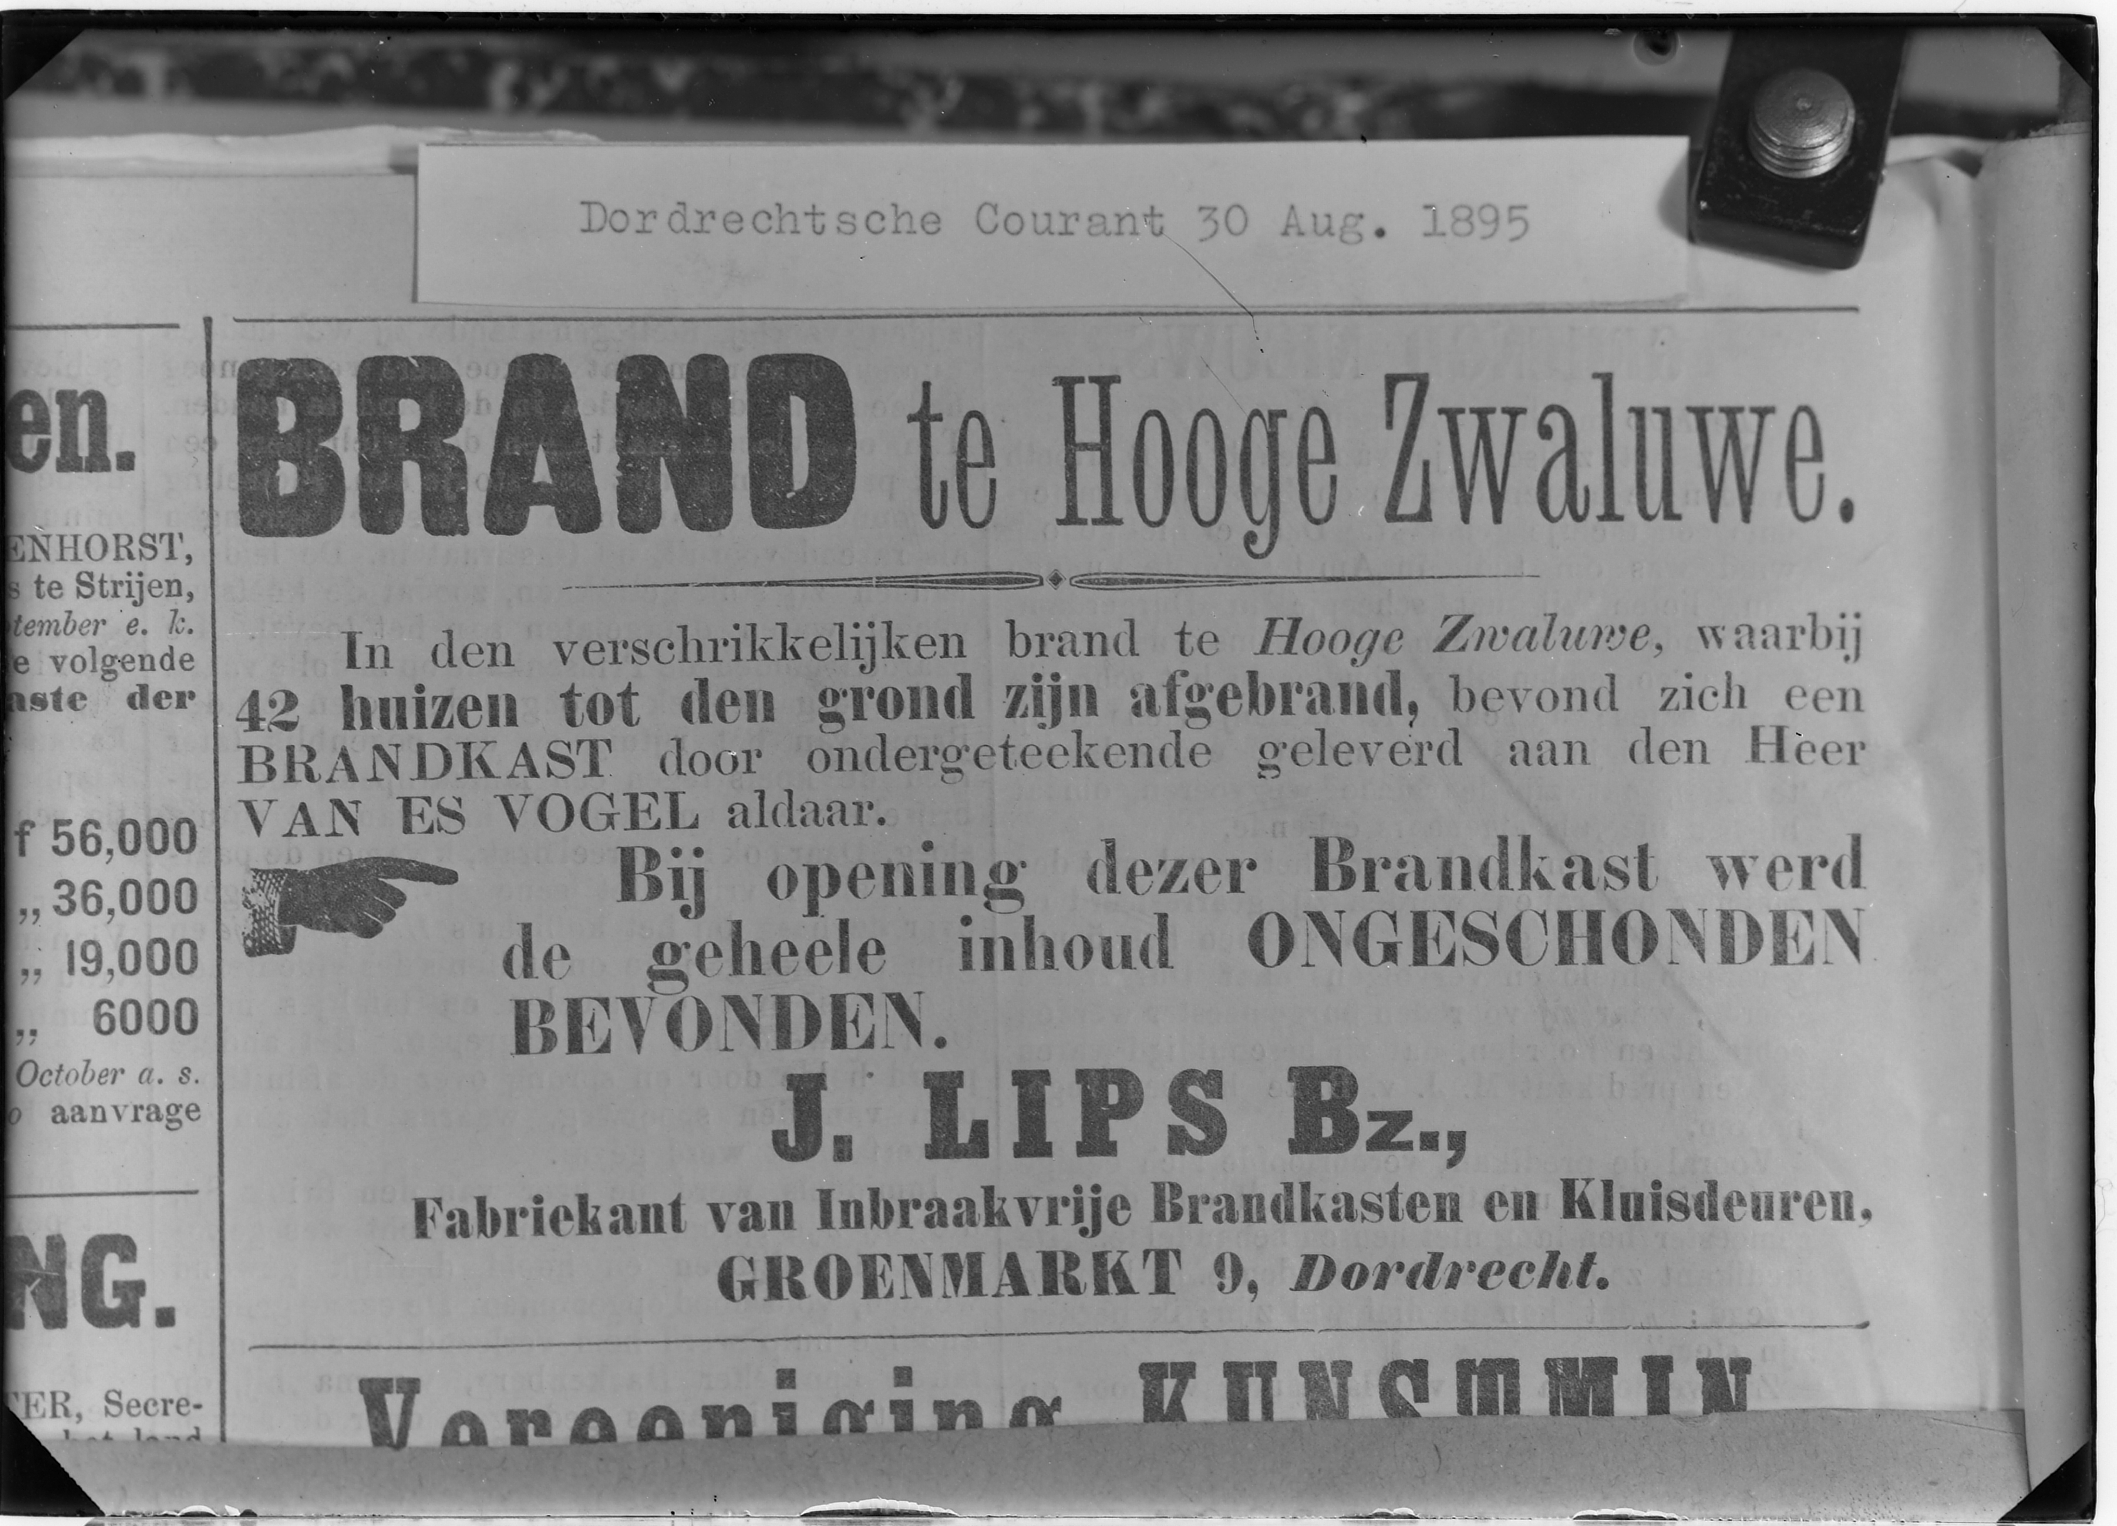 Dordrechtsche Courant 30 Aug. 1895
en.
ENHORST,
s te Strijen,
tember e. k.
e volgende
aste der
f 56,000
„ 36,000
„ 19,000
„ 6000
October a. s.
o aanvrage
NG.
TER, Secre-
het land
BRAND te Hooge Zwaluwe.
In den verschrikkelijken brand te Hooge Zwaluwe, waarbij
42 huizen tot den grond zijn afgebrand, bevond zich een
BRANDKAST door ondergeteekende geleverd aan den Heer
VAN ES VOGEL aldaar.
Bij opening dezer Brandkast werd
de geheele inhoud ONGESCHONDEN
BEVONDEN.
J. LIPS Bz.,
Fabriekant van Inbraakvrije Brandkasten en Kluisdeuren,
GROENMARKT 9, Dordrecht.
Vereeniging KUNSTMIN